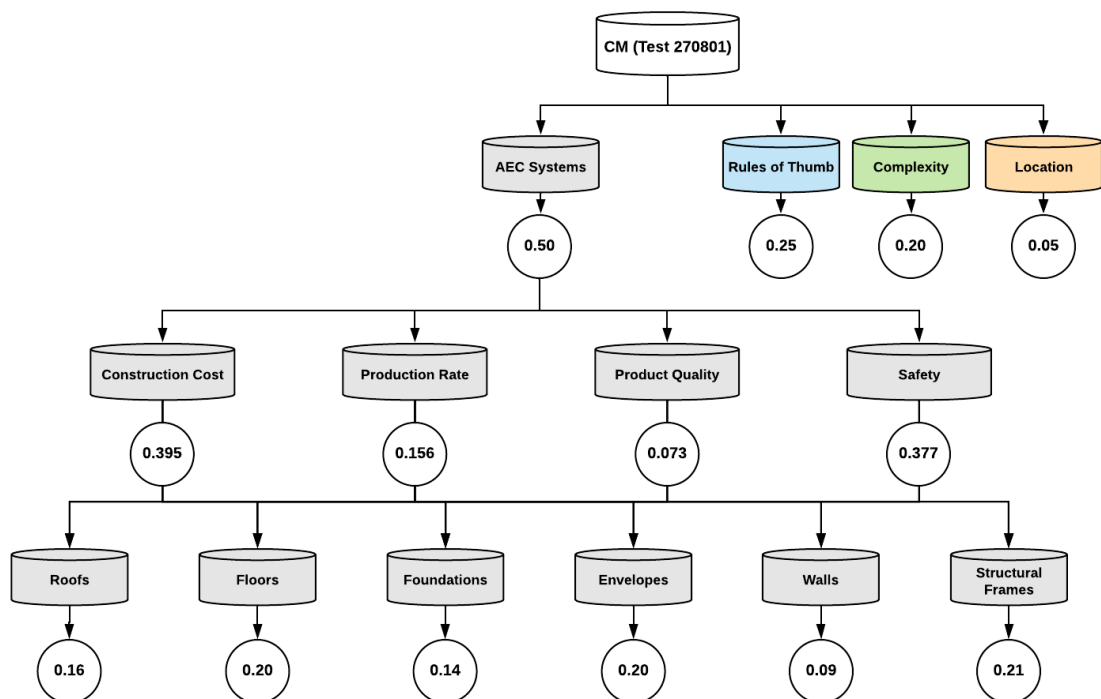 CM (Test 270801)
AEC Systems
Rules of Thumb
Complexity
Location
0.50
0.25
0.20
0.05
Construction Cost
Production Rate
Product Quality
Safety
0.395
0.156
0.073
0.377
Roofs
Floors
Foundations
Envelopes
Walls
Structural
Frames
0.16
0.20
0.14
0.20
0.09
0.21